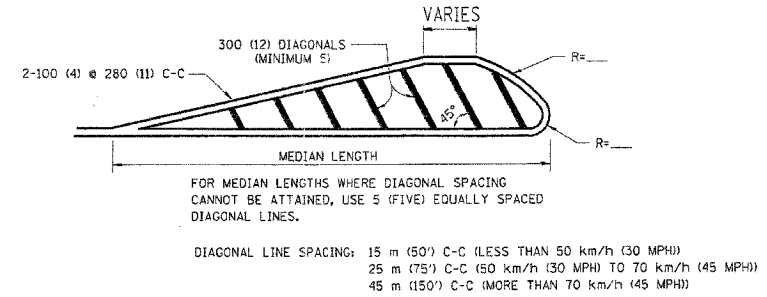 VARIES
300 (12) DIAGONALS
(MINIMUM 5)
R=
2-100 (4) @ 280 (11) C-C
45°
R=
MEDIAN LENGTH
FOR MEDIAN LENGTHS WHERE DIAGONAL SPACING
CANNOT BE ATTAINED, USE 5 (FIVE) EQUALLY SPACED
DIAGONAL LINES.
DIAGONAL LINE SPACING: 15 m (50') C-C (LESS THAN 50 km/h (30 MPH))
25 m (75') C-C (50 km/h (30 MPH) TO 70 km/h (45 MPH))
45 m (150') C-C (MORE THAN 70 km/h (45 MPH))